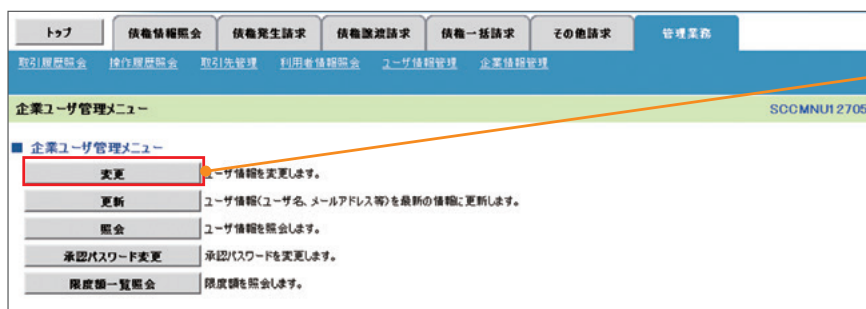 トップ 債権情報照会 債権発生請求 債権譲渡請求 債権一括請求 その他請求 管理業務
取引履歴照会 操作履歴照会 取引先管理 利用者情報照会 ユーザ情報管理 企業情報管理
企業ユーザ管理メニュー SCCMNU12705
■ 企業ユーザ管理メニュー
変更 ユーザ情報を変更します。
更新 ユーザ情報(ユーザ名、メールアドレス等)を最新の情報に更新します。
照会 ユーザ情報を照会します。
承認パスワード変更 承認パスワードを変更します。
限度額一覧照会 限度額を照会します。